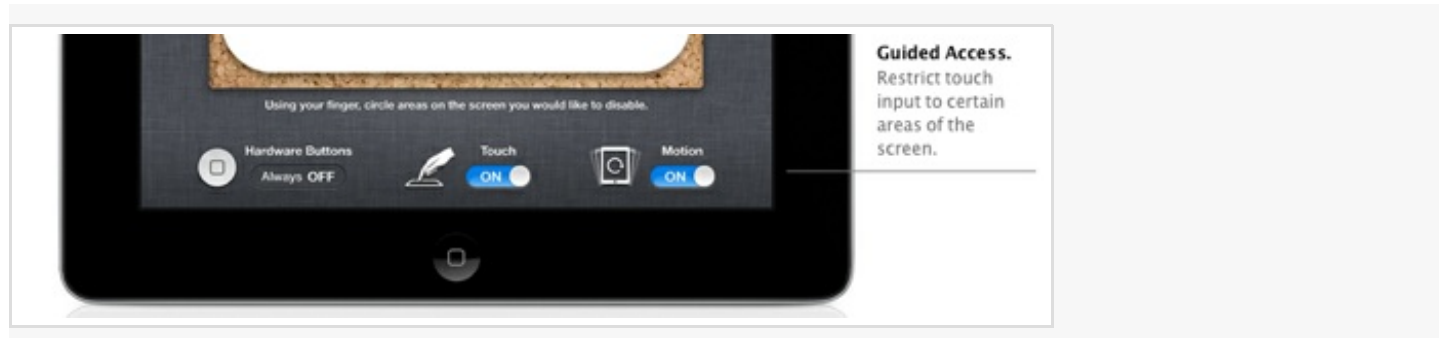 Guided Access.
Restrict touch
input to certain
areas of the
screen.
Using your finger, circle areas on the screen you would like to disable.
Hardware Buttons
Always OFF
Touch
ON
Motion
ON